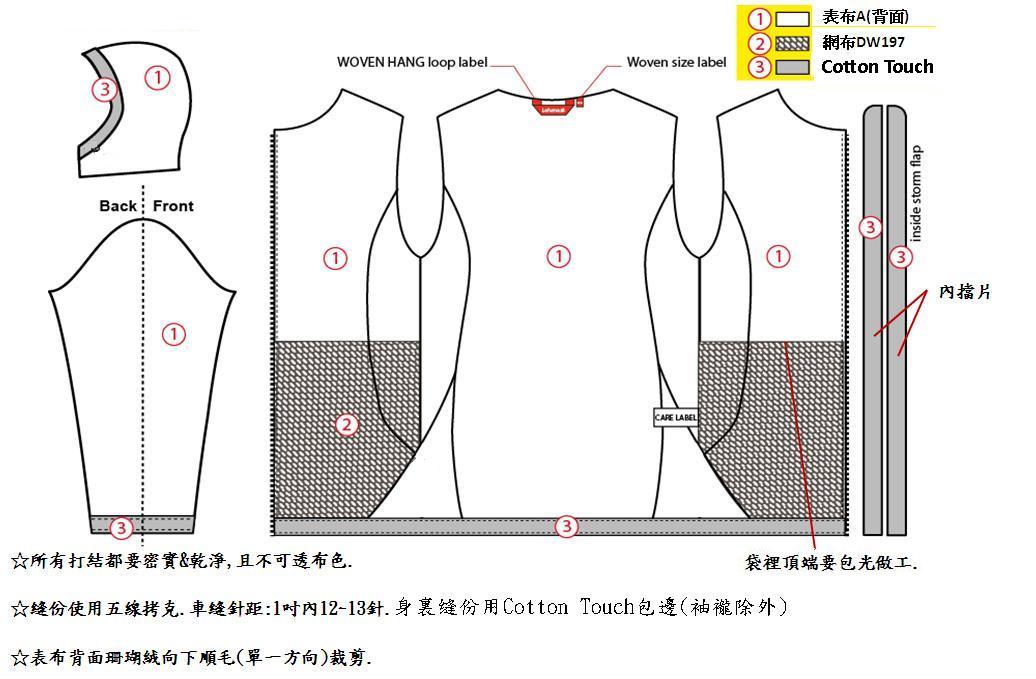 ① 表布A(背面)
② 網布DW197
③ Cotton Touch
WOVEN HANG loop label
Woven size label
Lafuma
③ ①
Back Front
①
③
①
①
①
②
CARE LABEL
③
③
③
inside storm flap
內擋片
袋裡頂端要包光做工.
☆所有打結都要密實&乾淨,且不可透布色.
☆縫份使用五線拷克.車縫針距:1吋內12~13針.身裏縫份用Cotton Touch包邊(袖襱除外)
☆表布背面珊瑚絨向下順毛(單一方向)裁剪.